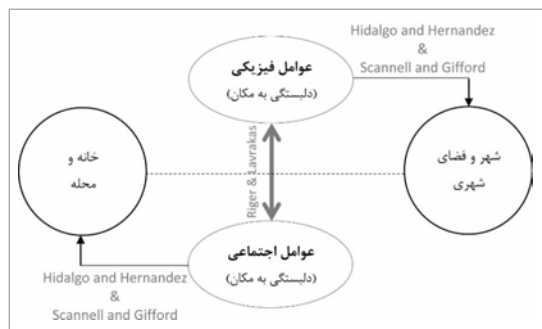 Hidalgo and Hernandez
&
Scannell and Gifford
عوامل فیزیکی
(دلبستگی به مکان)
خانه و
محله
Riger & Lavrakas
شهر و فضای
شهری
عوامل اجتماعی
(دلبستگی به مکان)
Hidalgo and Hernandez
&
Scannell and Gifford